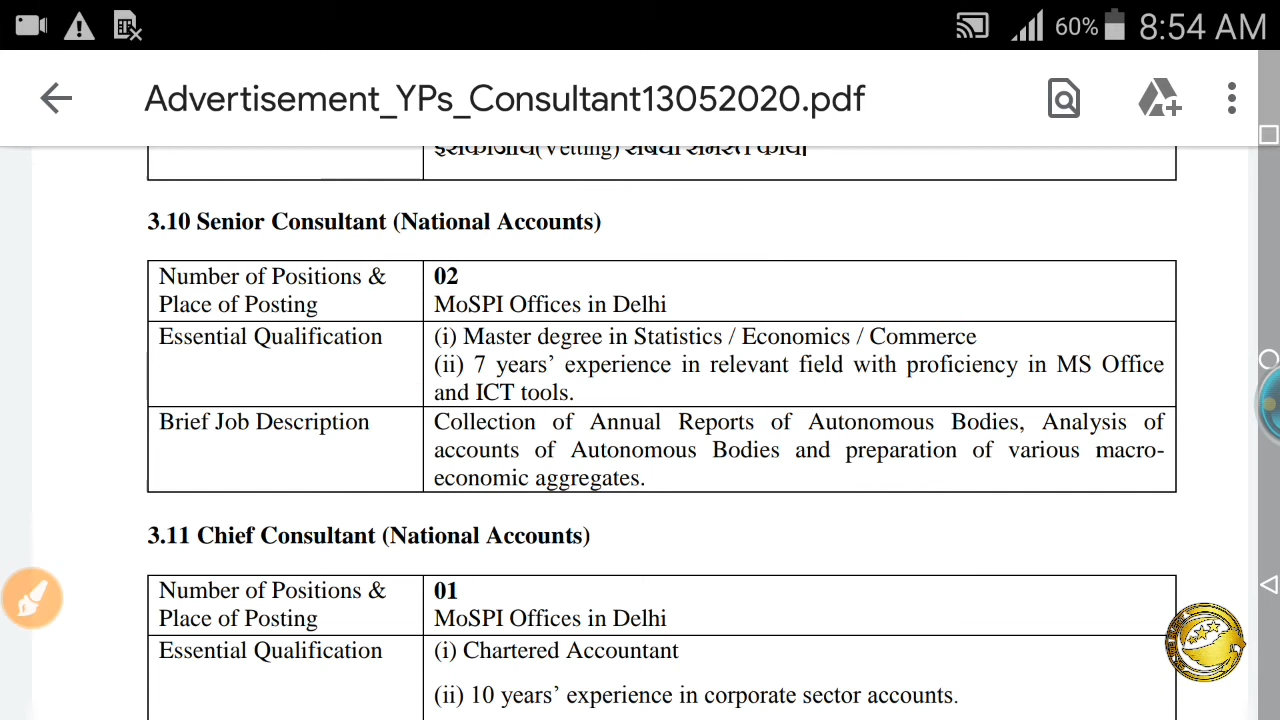 60% 8:54 AM
Advertisement_YPs_Consultant13052020.pdf
(Vetting)
3.10 Senior Consultant (National Accounts)
Number of Positions &
Place of Posting
02
MoSPI Offices in Delhi
Essential Qualification
(i) Master degree in Statistics / Economics / Commerce
(ii) 7 years’ experience in relevant field with proficiency in MS Office
and ICT tools.
Brief Job Description
Collection of Annual Reports of Autonomous Bodies, Analysis of
accounts of Autonomous Bodies and preparation of various macro-
economic aggregates.
3.11 Chief Consultant (National Accounts)
Number of Positions &
Place of Posting
01
MoSPI Offices in Delhi
Essential Qualification
(i) Chartered Accountant
(ii) 10 years’ experience in corporate sector accounts.